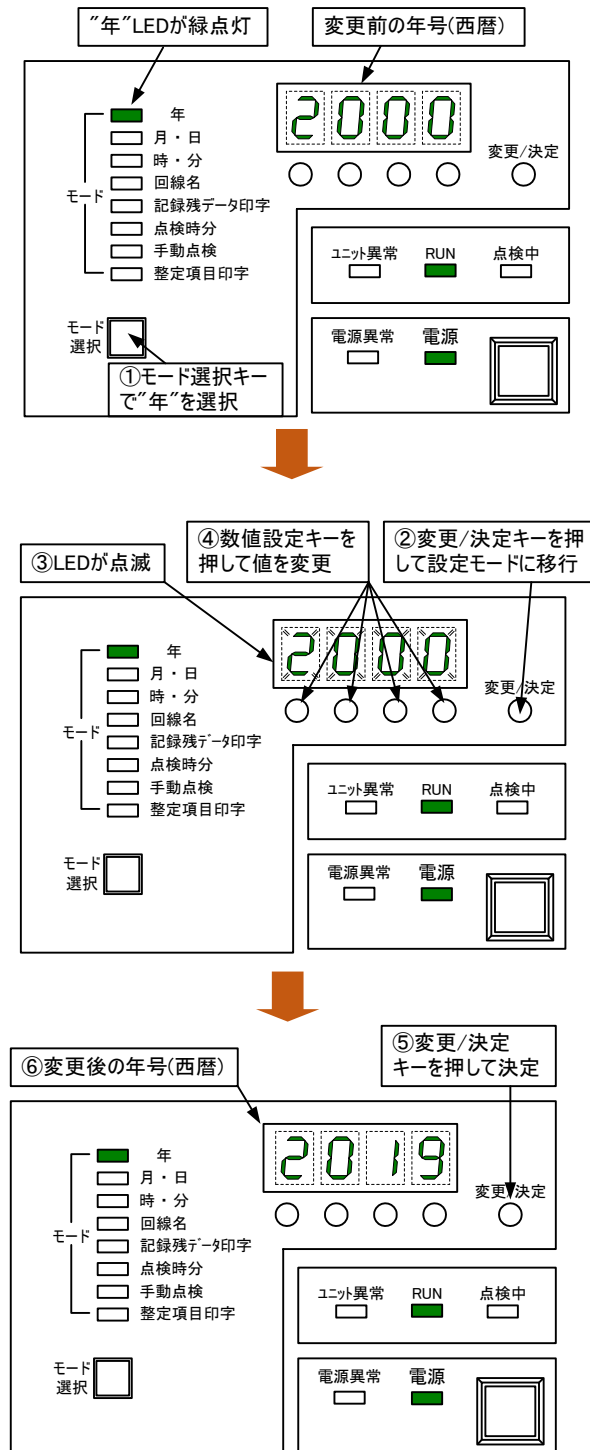 ″年″LEDが緑点灯
変更前の年号(西暦)
2000
年
月・日
時・分
回線名
記録残データ印字
点検時分
手動点検
整定項目印字
モード
変更/決定
ユニット異常
RUN
点検中
電源異常
電源
モード
選択
①モード選択キー
で″年″を選択
③LEDが点滅
④数値設定キーを
押して値を変更
②変更/決定キーを押
して設定モードに移行
2000
年
月・日
時・分
回線名
記録残データ印字
点検時分
手動点検
整定項目印字
モード
変更/決定
ユニット異常
RUN
点検中
電源異常
電源
モード
選択
⑥変更後の年号(西暦)
⑤変更/決定
キーを押して決定
2019
年
月・日
時・分
回線名
記録残データ印字
点検時分
手動点検
整定項目印字
モード
変更/決定
ユニット異常
RUN
点検中
電源異常
電源
モード
選択